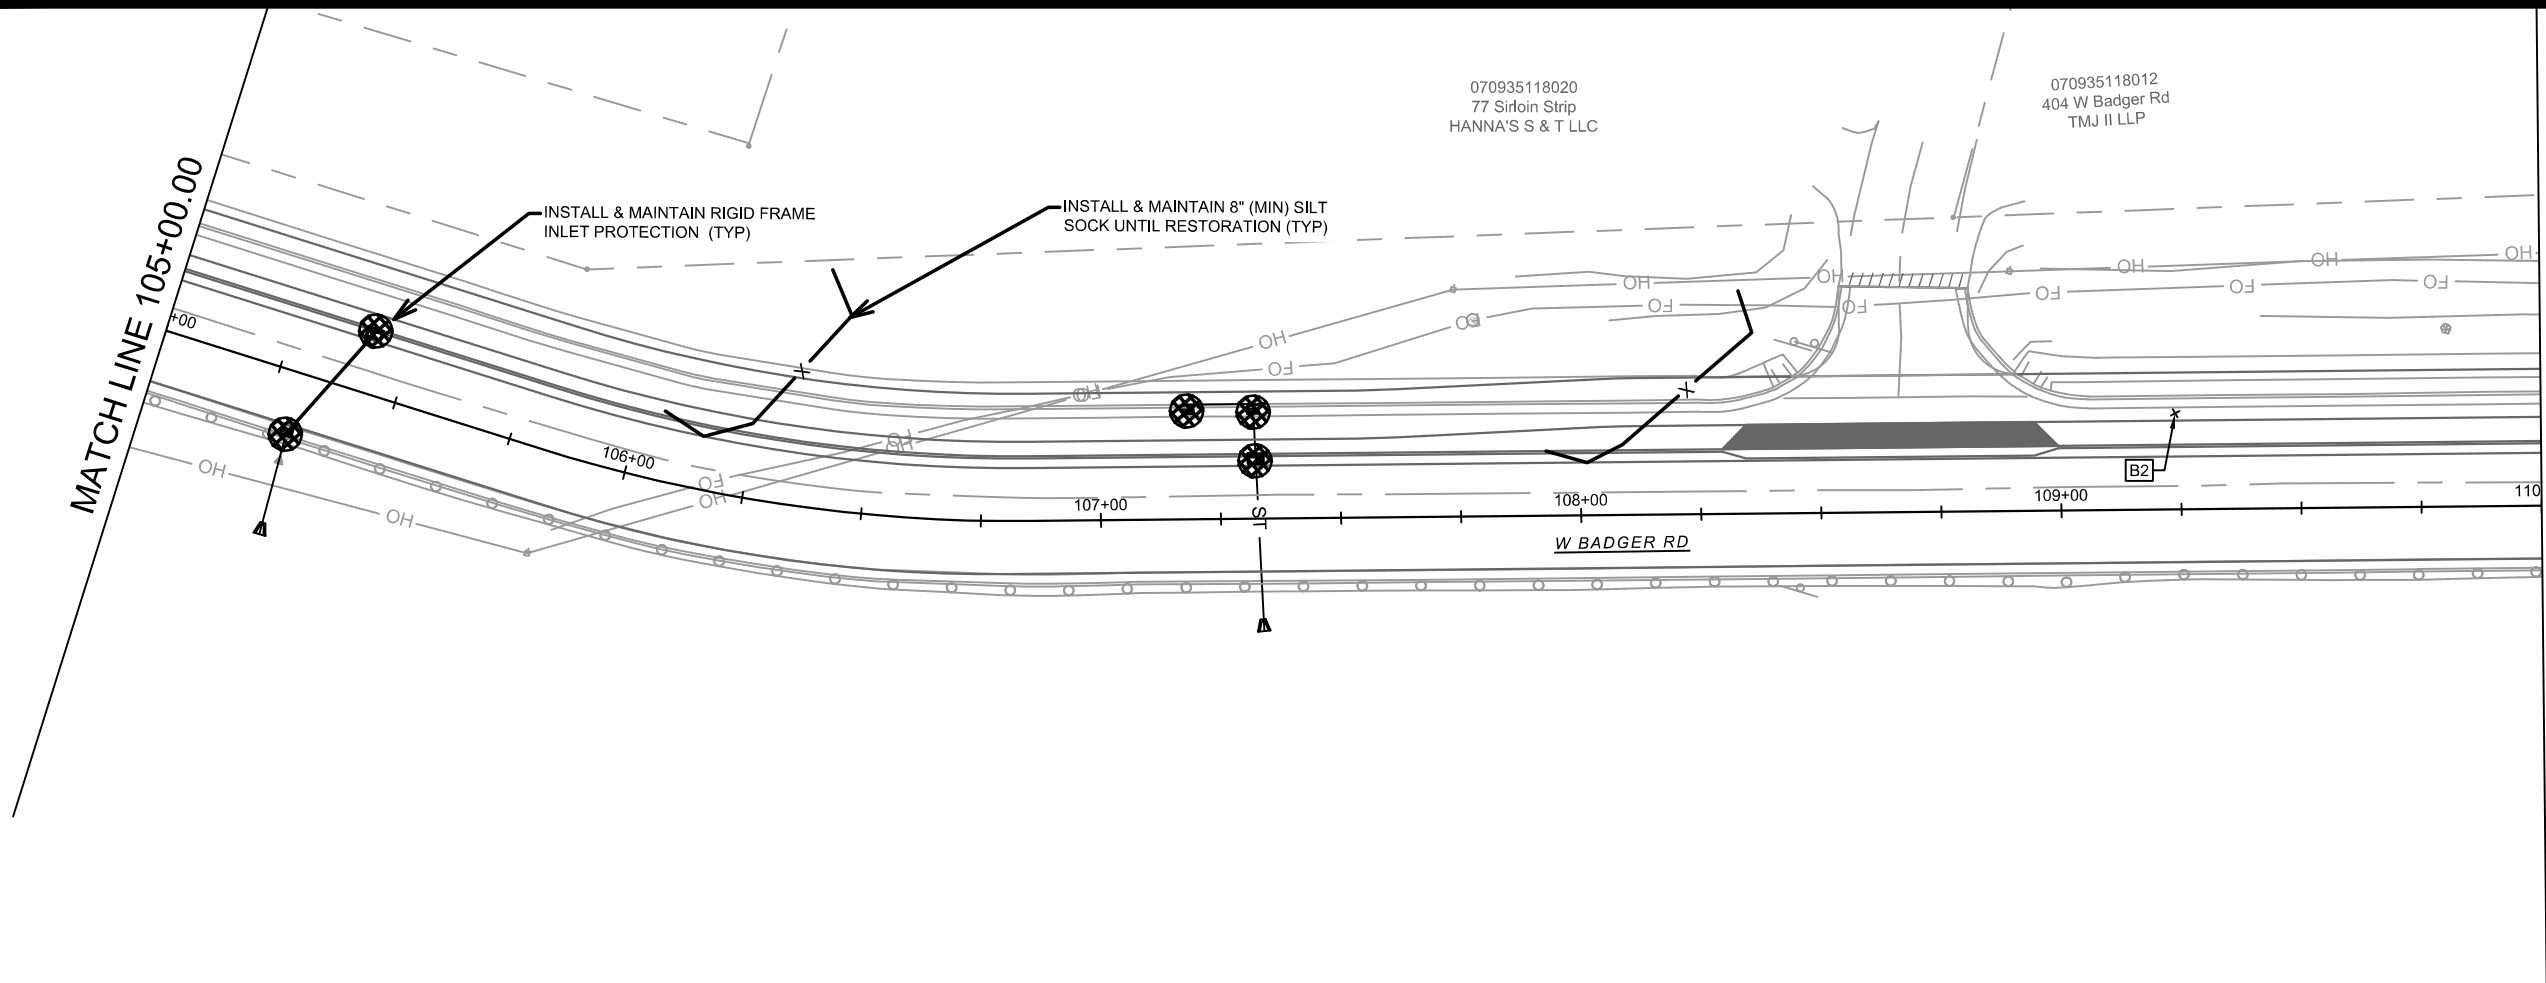 070935118020
77 Sirloin Strip
HANNA'S S & T LLC
070935118012
404 W Badger Rd
TMJ II LLP
INSTALL & MAINTAIN RIGID FRAME
INLET PROTECTION (TYP)
INSTALL & MAINTAIN 8" (MIN) SILT
SOCK UNTIL RESTORATION (TYP)
MATCH LINE 105+00.00
+00
106+00
107+00
108+00
109+00
110
W BADGER RD
B2
ST
X
X
OH
OH
OH
OH
OH
OH
OH
OH
OH
OH
FO
FO
FO
FO
FO
FO
FO
FO
FO
FO